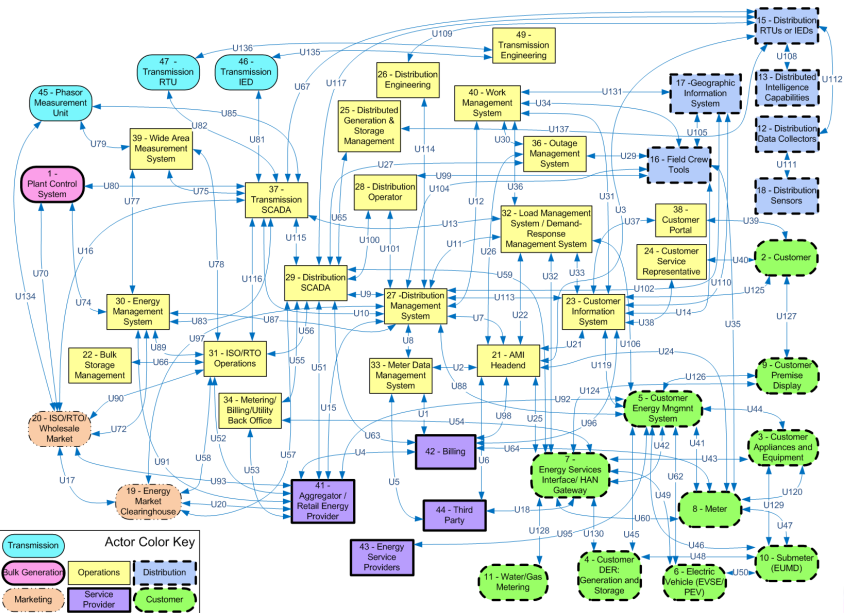 U136
U109
49 -
Transmission
Engineering
15 - Distribution
RTUs or IEDs
47 -
Transmission
RTU
46 -
Transmission
IED
U135
U108
26 - Distribution
Engineering
U67
U117
17 -Geographic
Information
System
13 - Distributed
Intelligence
Capabilities
U112
45 - Phasor
Measurement
Unit
U85
25 - Distributed
Generation &
Storage
Management
40 - Work
Management
System
U131
U34
39 - Wide Area
Measurement
System
U82
U79
U81
U137
U105
12 - Distribution
Data Collectors
U30
36 - Outage
Management
System
U29
U114
U27
16 - Field Crew
Tools
U111
1 -
Plant Control
System
U80
U75
37 -
Transmission
SCADA
28 - Distribution
Operator
U99
U104
U36
U31
18 - Distribution
Sensors
U77
U65
U12
32 - Load Management
System / Demand-
Response
Management System
U3
38 -
Customer
Portal
U37
U39
U16
U13
U115
U100
U101
U11
24 - Customer
Service
Representative
U40
2 - Customer
U70
U78
U116
29 - Distribution
SCADA
U59
U26
U32
U33
U110
U134
U74
30 - Energy
Management
System
U9
27 -Distribution
Management
System
U113
U102
U125
23 - Customer
Information
System
U14
U83
U87
U97
U56
U10
U7
U22
U38
U35
U127
U89
U8
U21
U106
22 - Bulk
Storage
Management
U66
31 - ISO/RTO
Operations
U55
U51
33 - Meter Data
Management
System
U2
21 - AMI
Headend
U119
U24
U88
U126
9 - Customer
Premise
Display
U90
34 - Metering/
Billing/Utility
Back Office
U15
U1
U98
U25
U92
U124
U96
5 - Customer
Energy Mgmnt
System
U44
20 - ISO/RTO/
Wholesale
Market
U72
U52
U63
U54
U42
U41
3 - Customer
Appliances and
Equipment
U91
U58
U57
U53
U4
42 - Billing
U64
U43
7 -
Energy Services
Interface/ HAN
Gateway
U17
U93
U6
U62
U49
U120
19 - Energy
Market
Clearinghouse
U20
41 -
Aggregator /
Retail Energy
Provider
U5
44 - Third
Party
U18
U60
8 - Meter
U129
U128
U95
U130
U45
U46
U47
U48
43 - Energy
Service
Providers
11 - Water/Gas
Metering
4 - Customer
DER:
Generation and
Storage
6 - Electric
Vehicle (EVSE/
PEV)
U50
10 - Submeter
(EUMD)
Actor Color Key
Transmission
Bulk Generation
Operations
Distribution
Marketing
Service
Provider
Customer